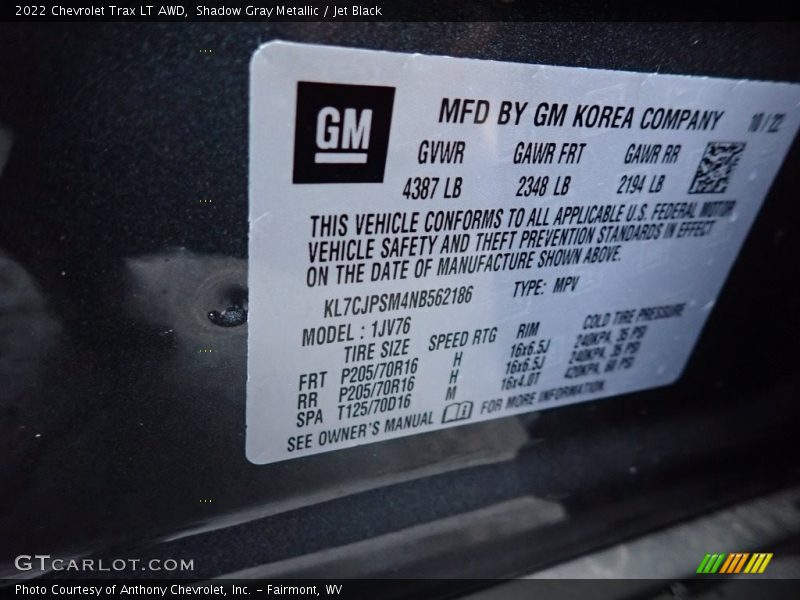 2022 Chevrolet Trax LT AWD, Shadow Gray Metallic / Jet Black
GM
MFD BY GM KOREA COMPANY 10/22
GVWR GAWR FRT GAWR RR
4387 LB 2348 LB 2194 LB
THIS VEHICLE CONFORMS TO ALL APPLICABLE U.S. FEDERAL MOTOR
VEHICLE SAFETY AND THEFT PREVENTION STANDARDS IN EFFECT
ON THE DATE OF MANUFACTURE SHOWN ABOVE.
KL7CJPSM4NB562186 TYPE: MPV
MODEL : 1JV76
TIRE SIZE SPEED RTG RIM COLD TIRE PRESSURE
FRT P205/70R16 H 16x6.5J 240KPA, 35 PSI
RR P205/70R16 H 16x6.5J 240KPA, 35 PSI
SPA T125/70D16 M 16x4.0T 420KPA, 60 PSI
SEE OWNER'S MANUAL FOR MORE INFORMATION.
GTCARLOT.COM
Photo Courtesy of Anthony Chevrolet, Inc. – Fairmont, WV